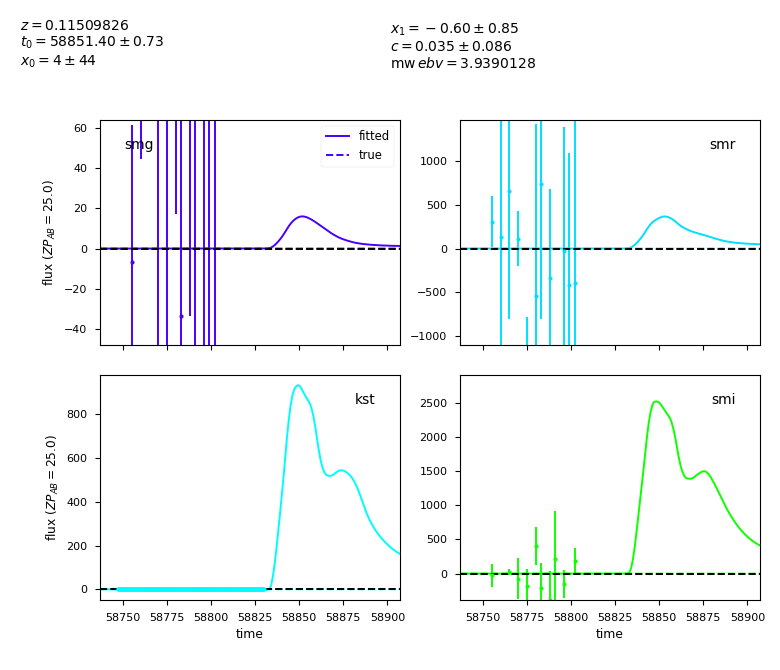 z = 0.11509826
t0 = 58851.40 ± 0.73
x0 = 4 ± 44
x1 = −0.60 ± 0.85
c = 0.035 ± 0.086
mw ebv = 3.9390128
smg
fitted
true
60
40
20
0
−20
−40
flux (ZP_AB = 25.0)
smr
1000
500
0
−500
−1000
kst
800
600
400
200
0
flux (ZP_AB = 25.0)
58750 58775 58800 58825 58850 58875 58900
time
smi
2500
2000
1500
1000
500
0
58750 58775 58800 58825 58850 58875 58900
time